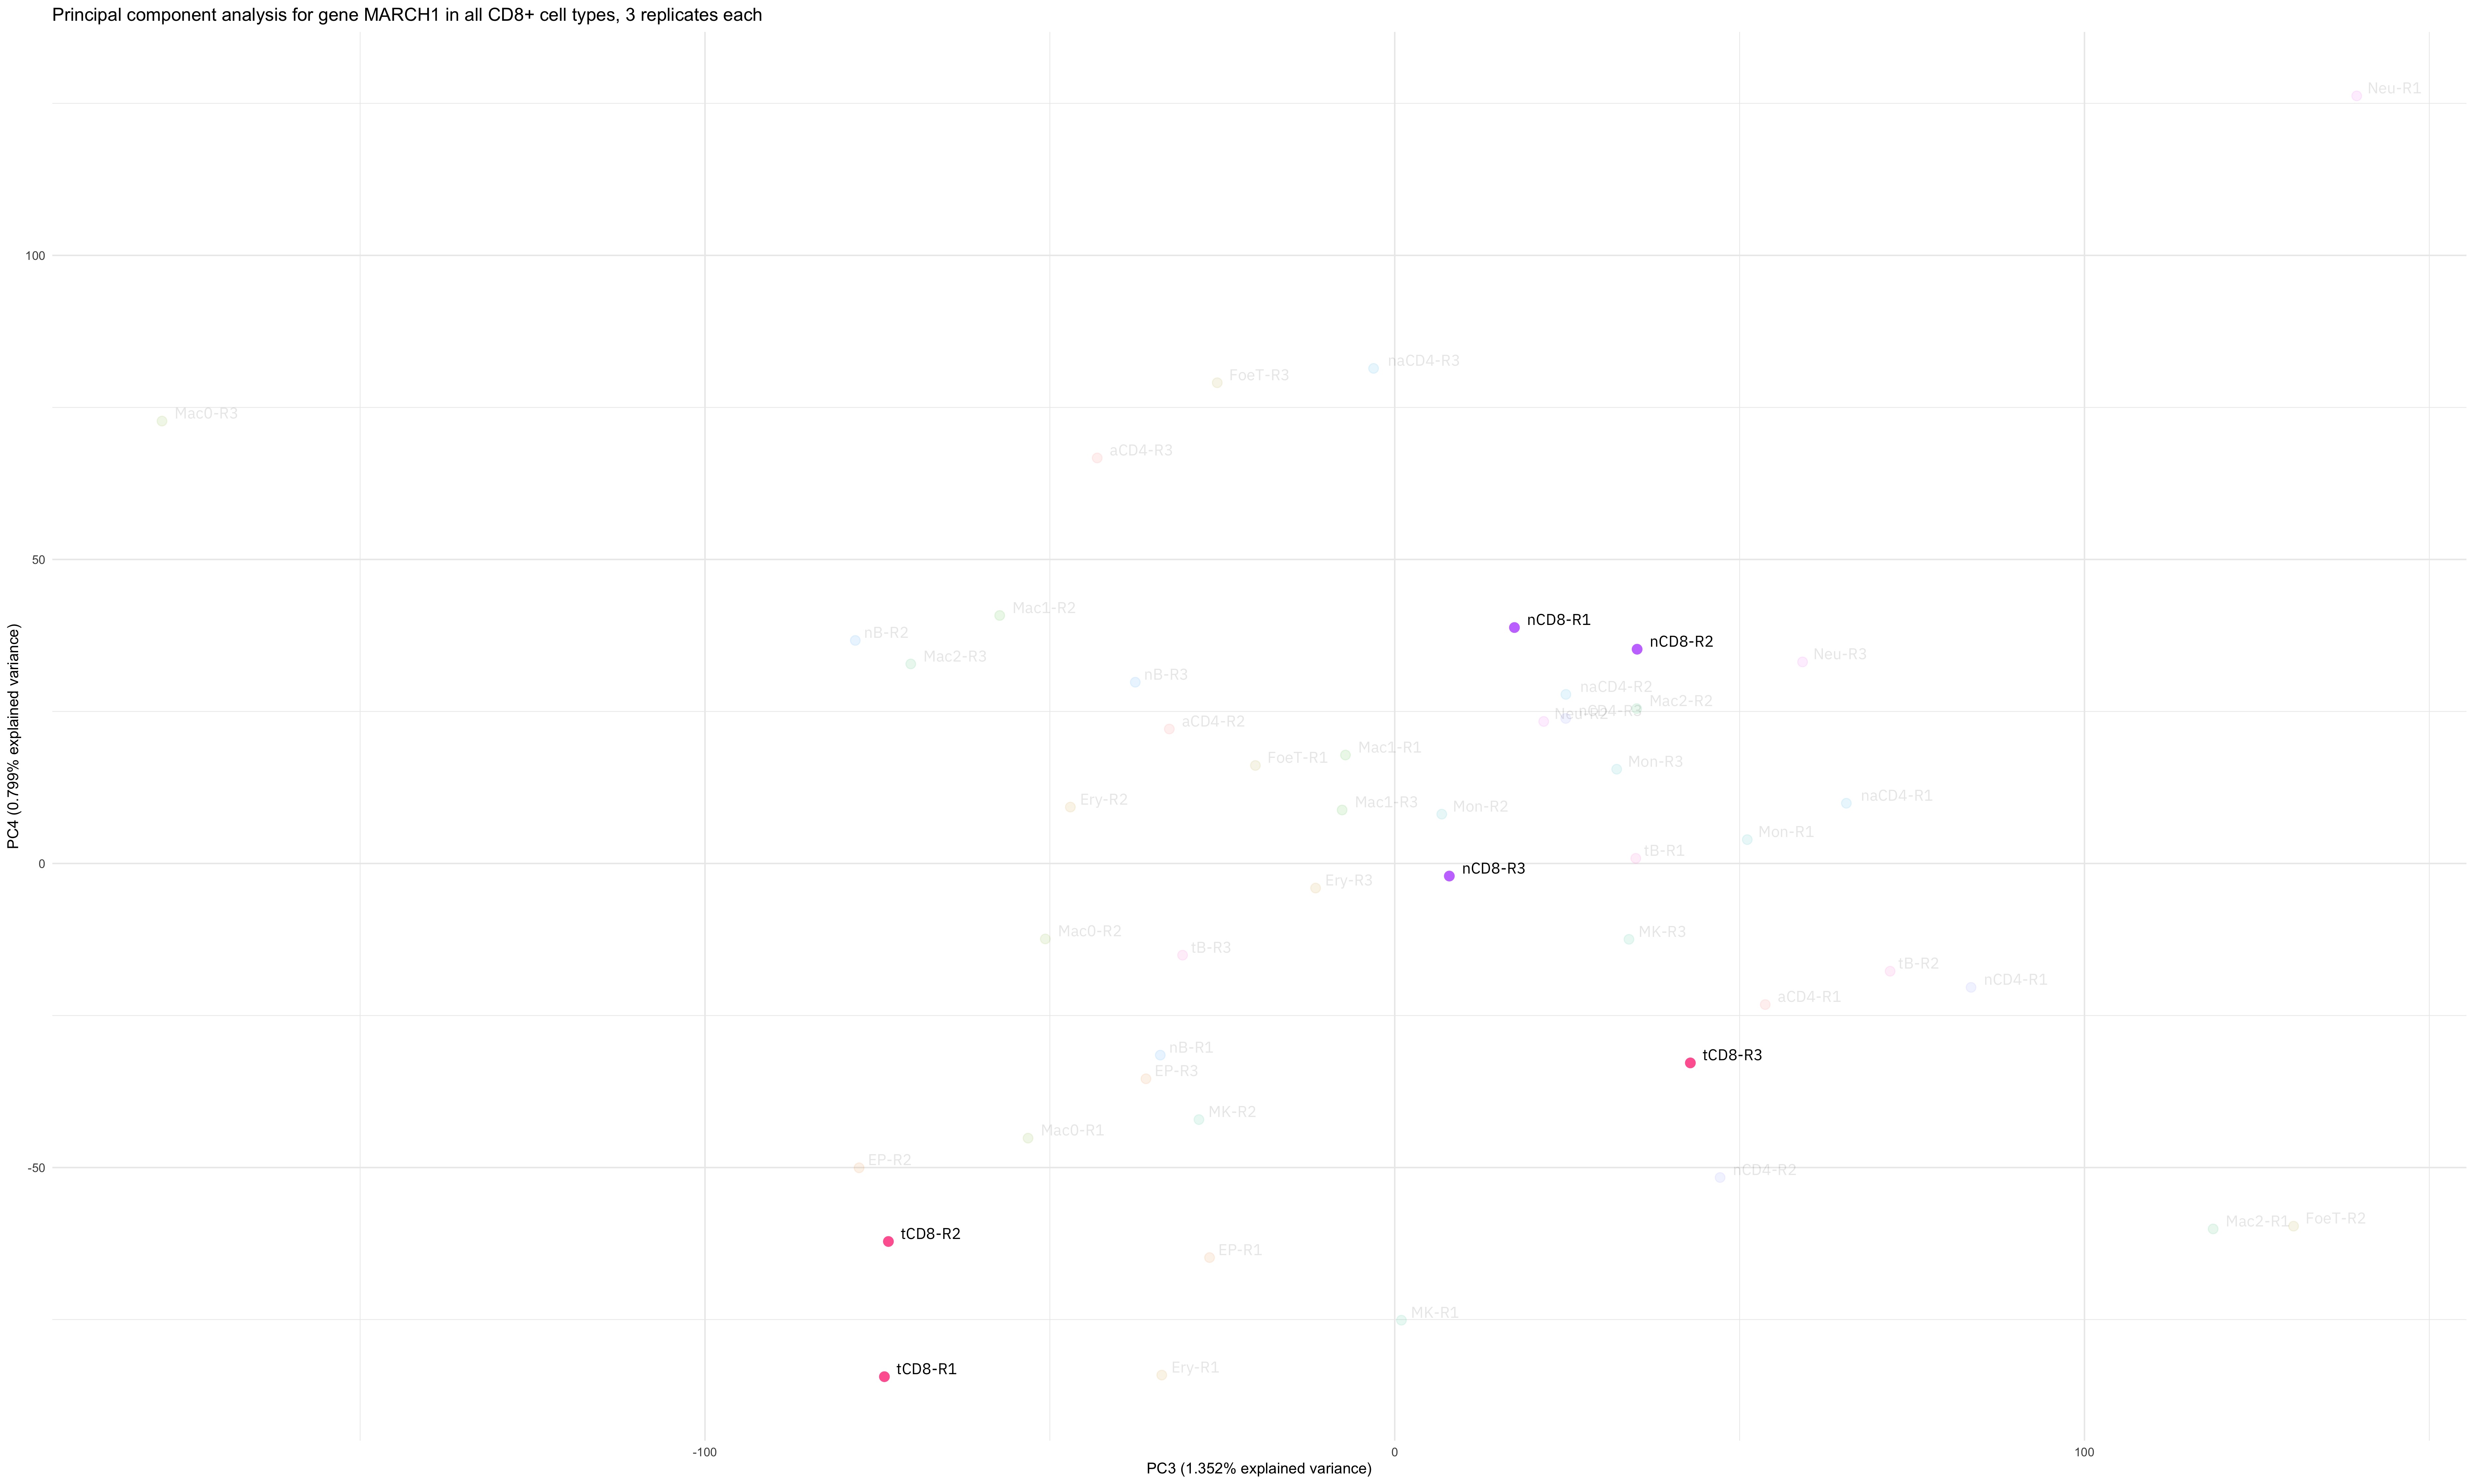 Principal component analysis for gene MARCH1 in all CD8+ cell types, 3 replicates each
Neu-R1
100
naCD4-R3
FoeT-R3
Mac0-R3
aCD4-R3
50
Mac1-R2
nCD8-R1
nB-R2
nCD8-R2
Mac2-R3
Neu-R3
nB-R3
naCD4-R2
Mac2-R2
nCD4-R3
Neu-R2
aCD4-R2
Mac1-R1
FoeT-R1
Mon-R3
naCD4-R1
Ery-R2
Mac1-R3
Mon-R2
Mon-R1
tB-R1
0
nCD8-R3
Ery-R3
Mac0-R2
MK-R3
tB-R3
tB-R2
nCD4-R1
aCD4-R1
nB-R1
tCD8-R3
EP-R3
MK-R2
Mac0-R1
EP-R2
-50
nCD4-R2
FoeT-R2
Mac2-R1
tCD8-R2
EP-R1
MK-R1
tCD8-R1
Ery-R1
-100
0
100
PC3 (1.352% explained variance)
PC4 (0.799% explained variance)